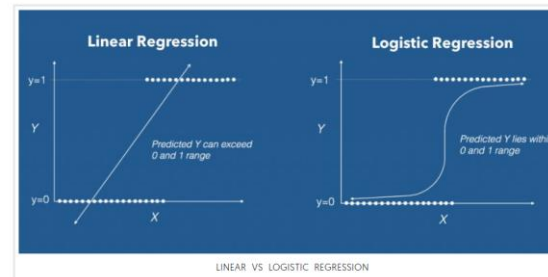 Linear Regression
y=1
Y
Predicted Y can exceed
0 and 1 range
y=0
X
Logistic Regression
y=1
Y
Predicted Y lies within
0 and 1 range
y=0
X
LINEAR VS LOGISTIC REGRESSION